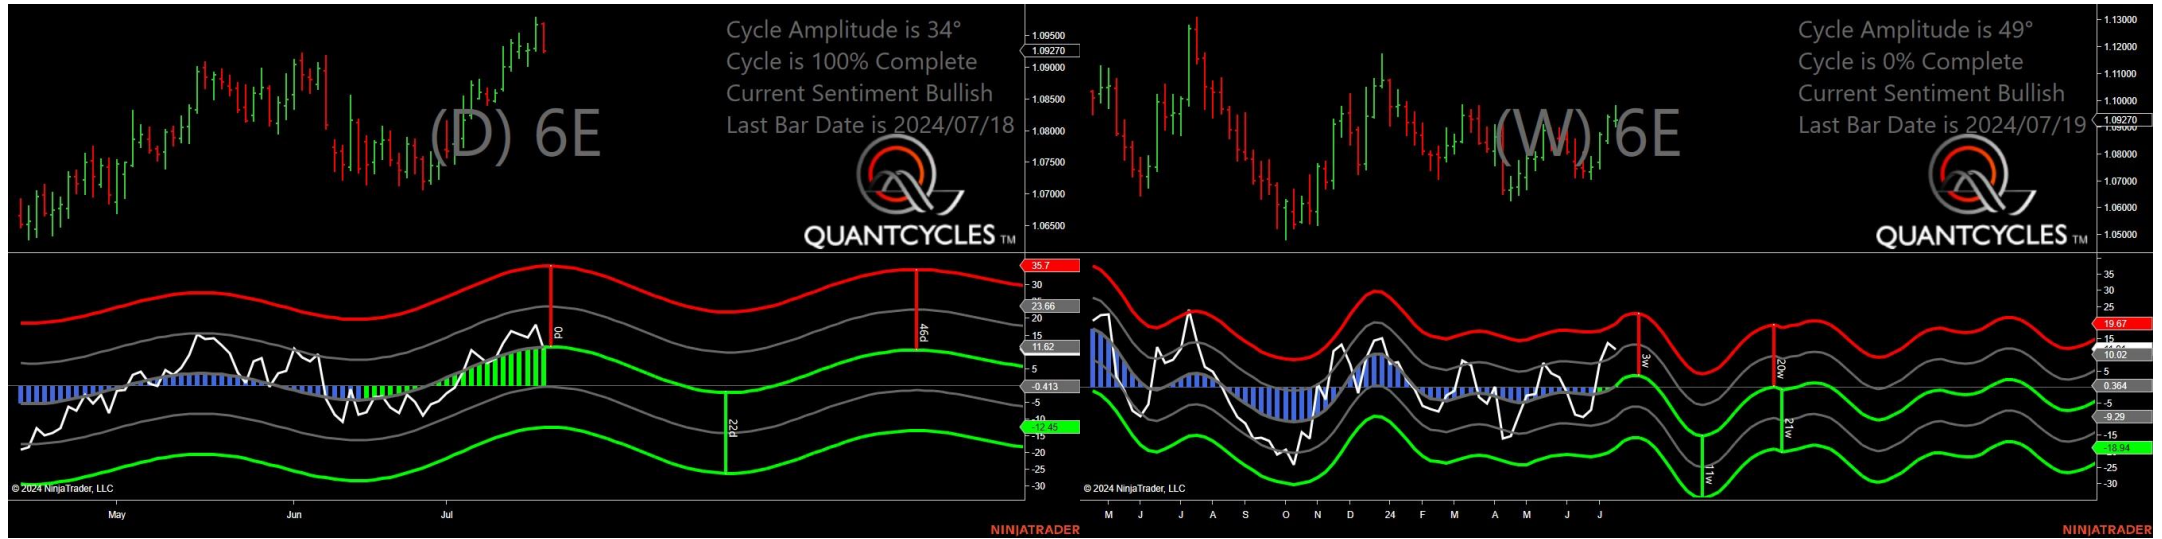 Cycle Amplitude is 34°
Cycle is 100% Complete
Current Sentiment Bullish
Last Bar Date is 2024/07/18
(D) 6E
QUANTCYCLES TM
1.09500
1.09270
1.09000
1.08500
1.08000
1.07500
1.07000
1.06500
35.7
30
23.66
20
15
11.62
5
-0.413
-5
-10
-12.45
-15
-20
-25
-30
0d
22d
46d
© 2024 NinjaTrader, LLC
May
Jun
Jul
NINJATRADER
Cycle Amplitude is 49°
Cycle is 0% Complete
Current Sentiment Bullish
Last Bar Date is 2024/07/19
(W) 6E
QUANTCYCLES TM
1.13000
1.12000
1.11000
1.10000
1.09270
1.09000
1.08000
1.07000
1.06000
1.05000
35
30
25
19.67
15
10.02
5
0.364
-5
-9.29
-15
-18.94
-25
-30
3w
11w
20w
21w
© 2024 NinjaTrader, LLC
M
J
J
A
S
O
N
D
24
F
M
A
M
J
J
NINJATRADER